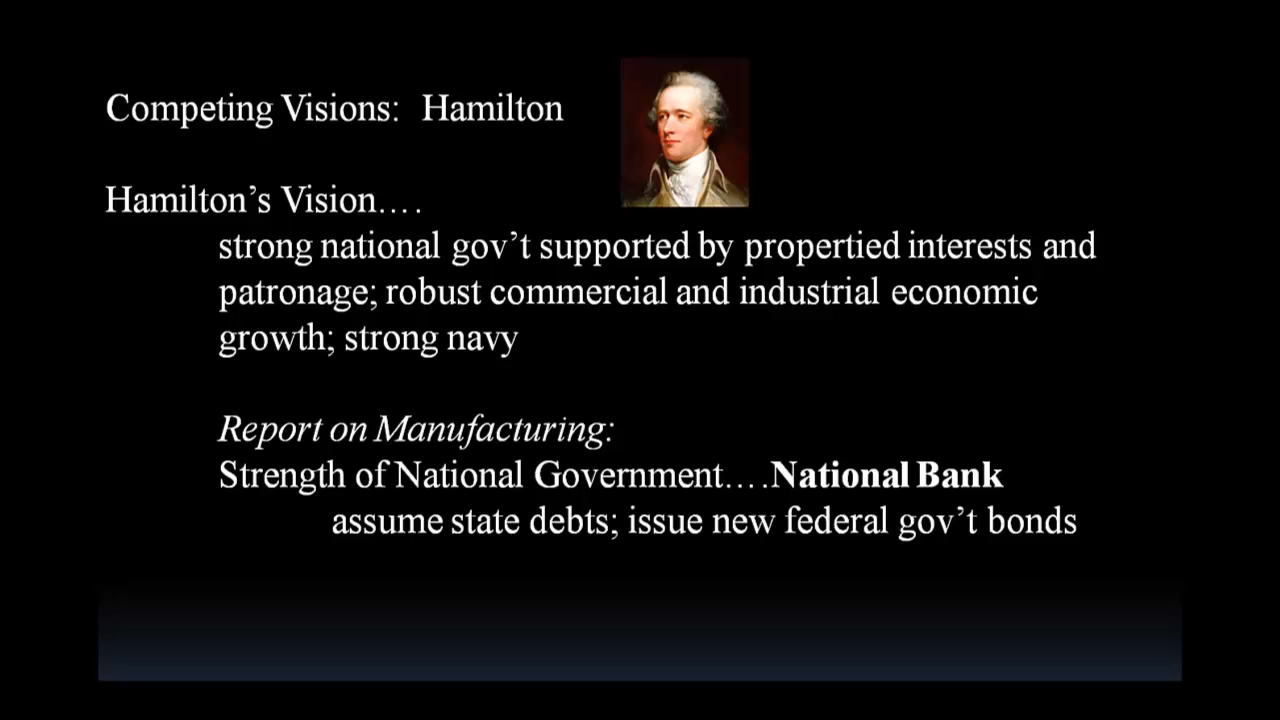 Competing Visions:  Hamilton
Hamilton’s Vision….
strong national gov’t supported by propertied interests and
patronage; robust commercial and industrial economic
growth; strong navy
Report on Manufacturing:
Strength of National Government….National Bank
assume state debts; issue new federal gov’t bonds